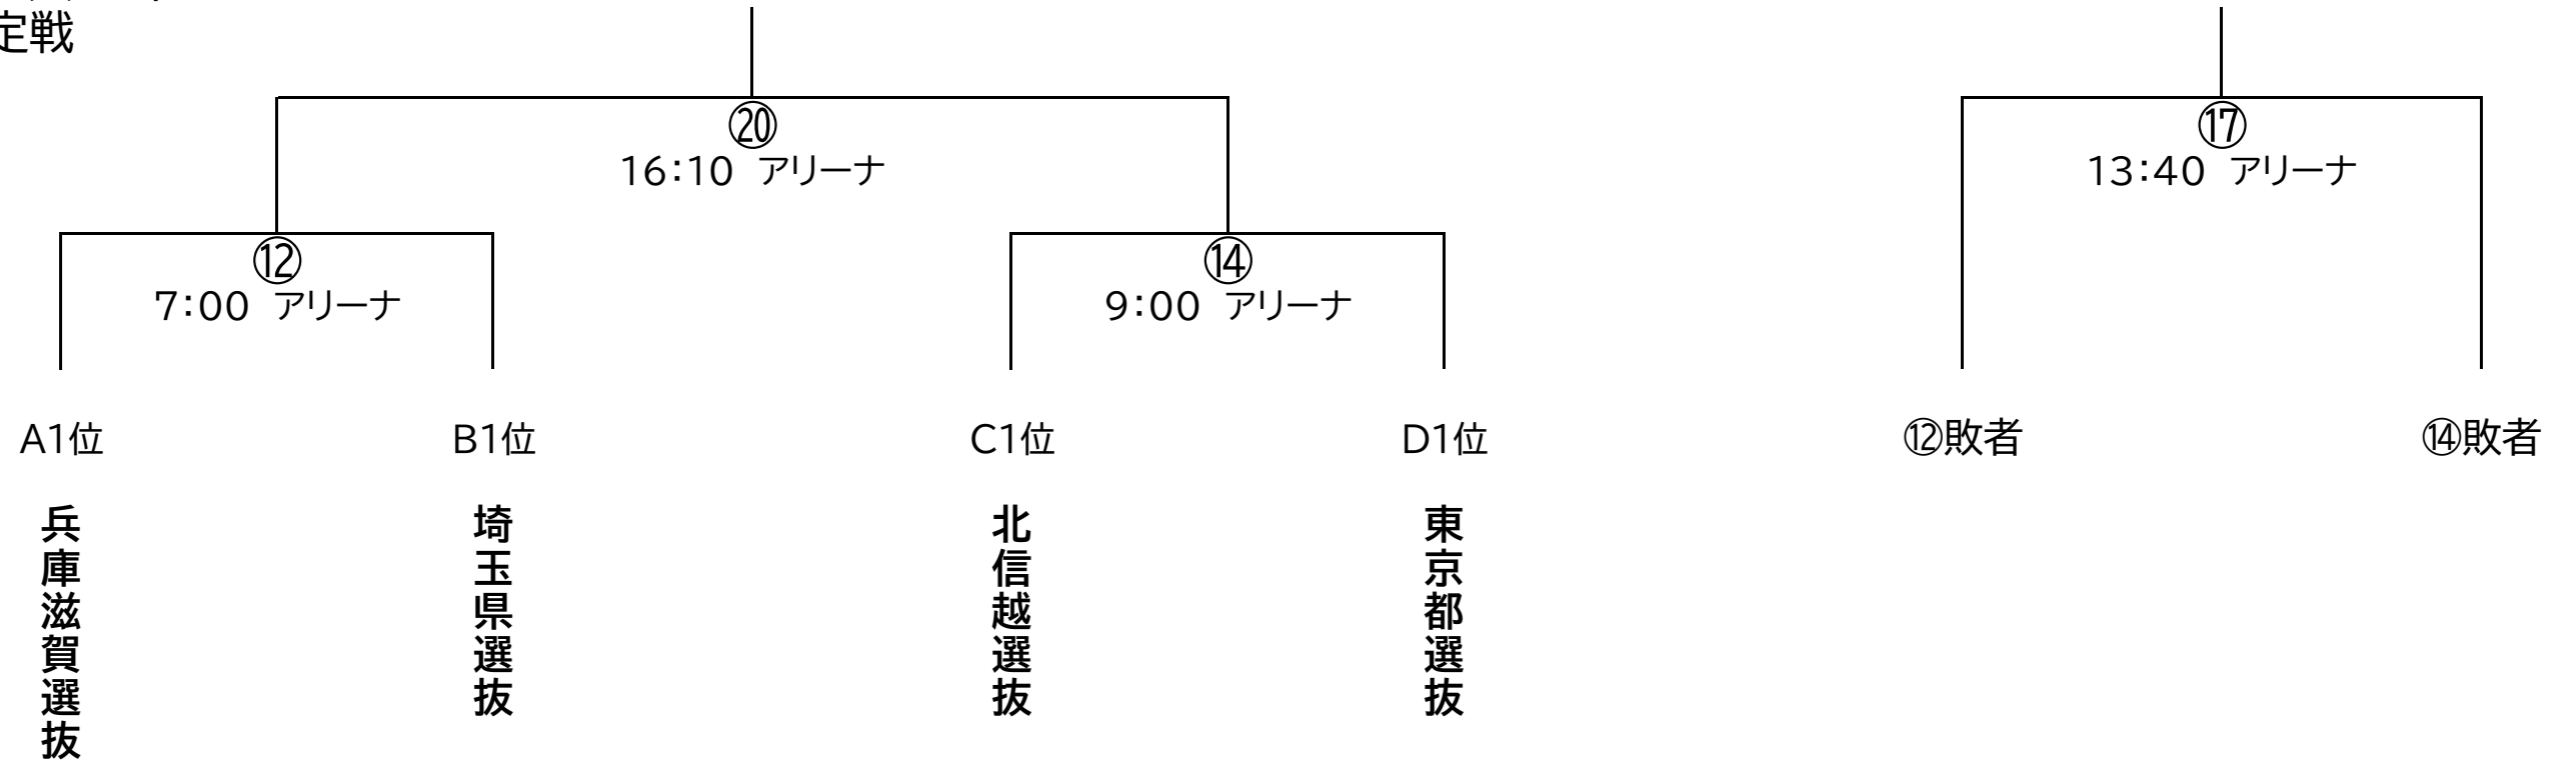 定戦
⑳
16：10 アリーナ
⑰
13：40 アリーナ
⑫
7：00 アリーナ
⑭
9：00 アリーナ
A1位
B1位
C1位
D1位
⑫敗者
⑭敗者
兵庫滋賀選抜
埼玉県選抜
北信越選抜
東京都選抜